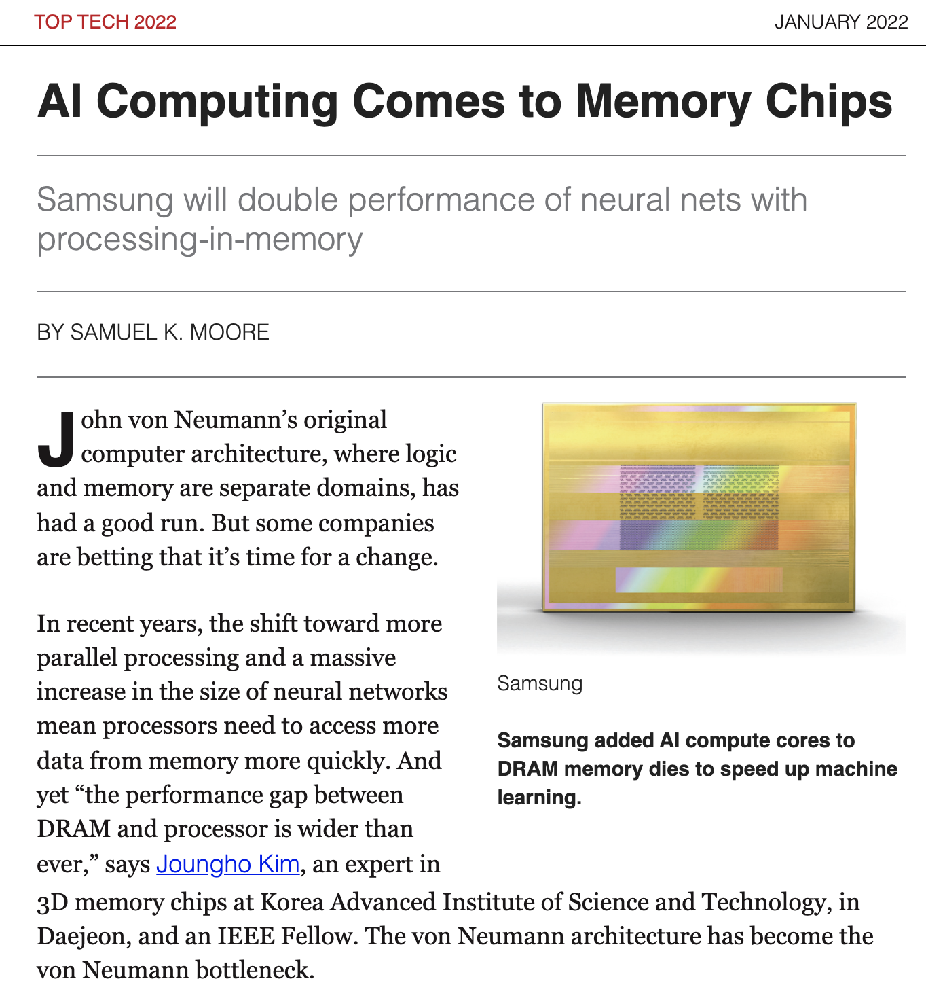 TOP TECH 2022
JANUARY 2022
AI Computing Comes to Memory Chips
Samsung will double performance of neural nets with
processing-in-memory
BY SAMUEL K. MOORE
John von Neumann’s original
computer architecture, where logic
and memory are separate domains, has
had a good run. But some companies
are betting that it’s time for a change.
In recent years, the shift toward more
parallel processing and a massive
increase in the size of neural networks
mean processors need to access more
data from memory more quickly. And
yet “the performance gap between
DRAM and processor is wider than
ever,” says Joungho Kim, an expert in
3D memory chips at Korea Advanced Institute of Science and Technology, in
Daejeon, and an IEEE Fellow. The von Neumann architecture has become the
von Neumann bottleneck.
Samsung
Samsung added AI compute cores to
DRAM memory dies to speed up machine
learning.